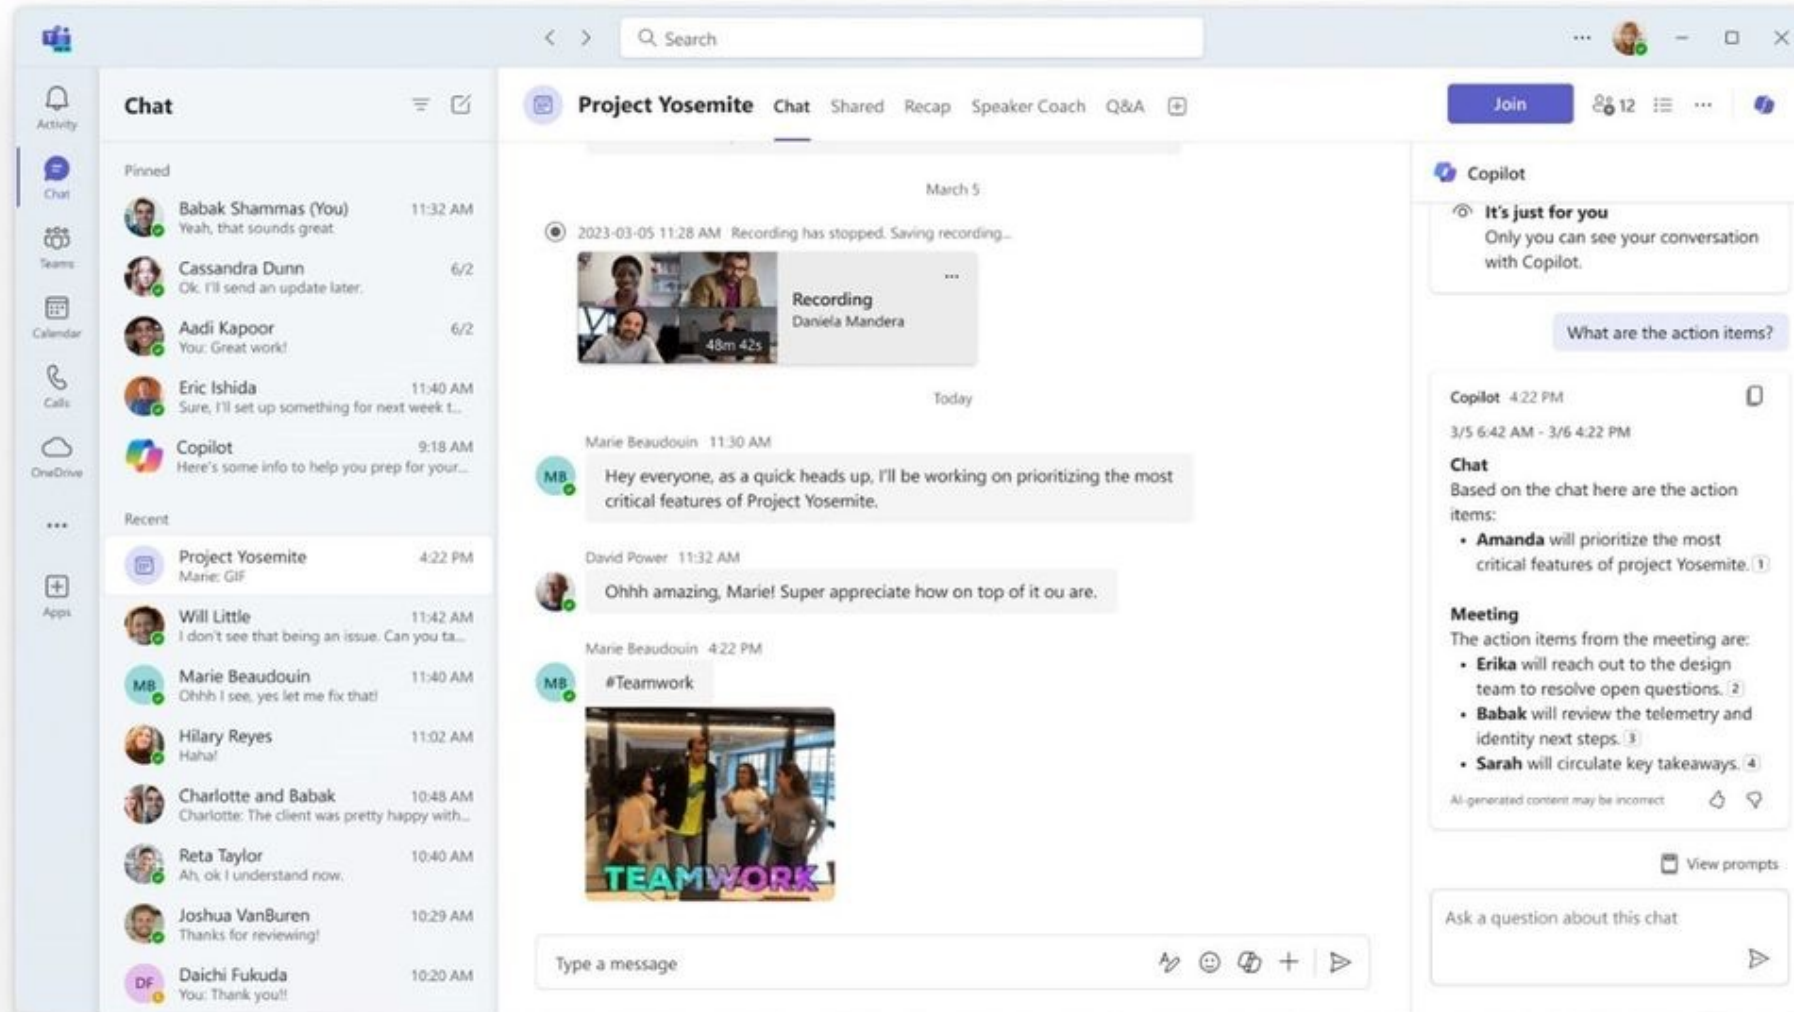 Search
Activity
Chat
Teams
Calendar
Calls
OneDrive
Apps
Chat
Pinned
Babak Shammas (You) 11:32 AM
Yeah, that sounds great
Cassandra Dunn 6/2
Ok. I'll send an update later.
Aadi Kapoor 6/2
You: Great work!
Eric Ishida 11:40 AM
Sure, I'll set up something for next week t...
Copilot 9:18 AM
Here's some info to help you prep for your...
Recent
Project Yosemite 4:22 PM
Marie: GIF
Will Little 11:42 AM
I don't see that being an issue. Can you ta...
MB
Marie Beaudouin 11:40 AM
Ohhh I see, yes let me fix that!
Hilary Reyes 11:02 AM
Haha!
Charlotte and Babak 10:48 AM
Charlotte: The client was pretty happy with...
Reta Taylor 10:40 AM
Ah, ok I understand now.
Joshua VanBuren 10:29 AM
Thanks for reviewing!
DF
Daichi Fukuda 10:20 AM
You: Thank you!!
Project Yosemite Chat Shared Recap Speaker Coach Q&A
Join 12
March 5
2023-03-05 11:28 AM Recording has stopped. Saving recording...
48m 42s
Recording
Daniela Mandera
Today
Marie Beaudouin 11:30 AM
MB
Hey everyone, as a quick heads up, I'll be working on prioritizing the most
critical features of Project Yosemite.
David Power 11:32 AM
Ohhh amazing, Marie! Super appreciate how on top of it ou are.
Marie Beaudouin 4:22 PM
MB
#Teamwork
TEAMWORK
Type a message
Copilot
It's just for you
Only you can see your conversation
with Copilot.
What are the action items?
Copilot 4:22 PM
3/5 6:42 AM - 3/6 4:22 PM
Chat
Based on the chat here are the action
items:
• Amanda will prioritize the most
critical features of project Yosemite. 1
Meeting
The action items from the meeting are:
• Erika will reach out to the design
team to resolve open questions. 2
• Babak will review the telemetry and
identity next steps. 3
• Sarah will circulate key takeaways. 4
AI-generated content may be incorrect
View prompts
Ask a question about this chat